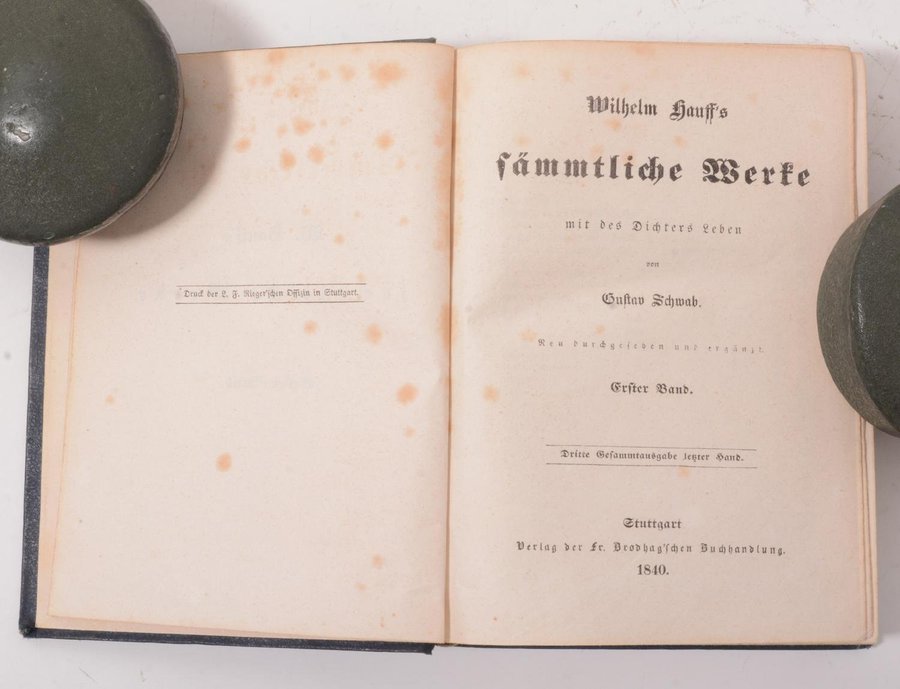 Druck der L. F. Rieger'schen Offizin in Stuttgart.
Wilhelm Hauff's
sämmtliche Werke
mit des Dichters Leben
von
Gustav Schwab.
Neu durchgesehen und ergänzt.
Erster Band.
Dritte Gesammtausgabe letzter Hand.
Stuttgart
Verlag der Fr. Brodhag'schen Buchhandlung.
1840.